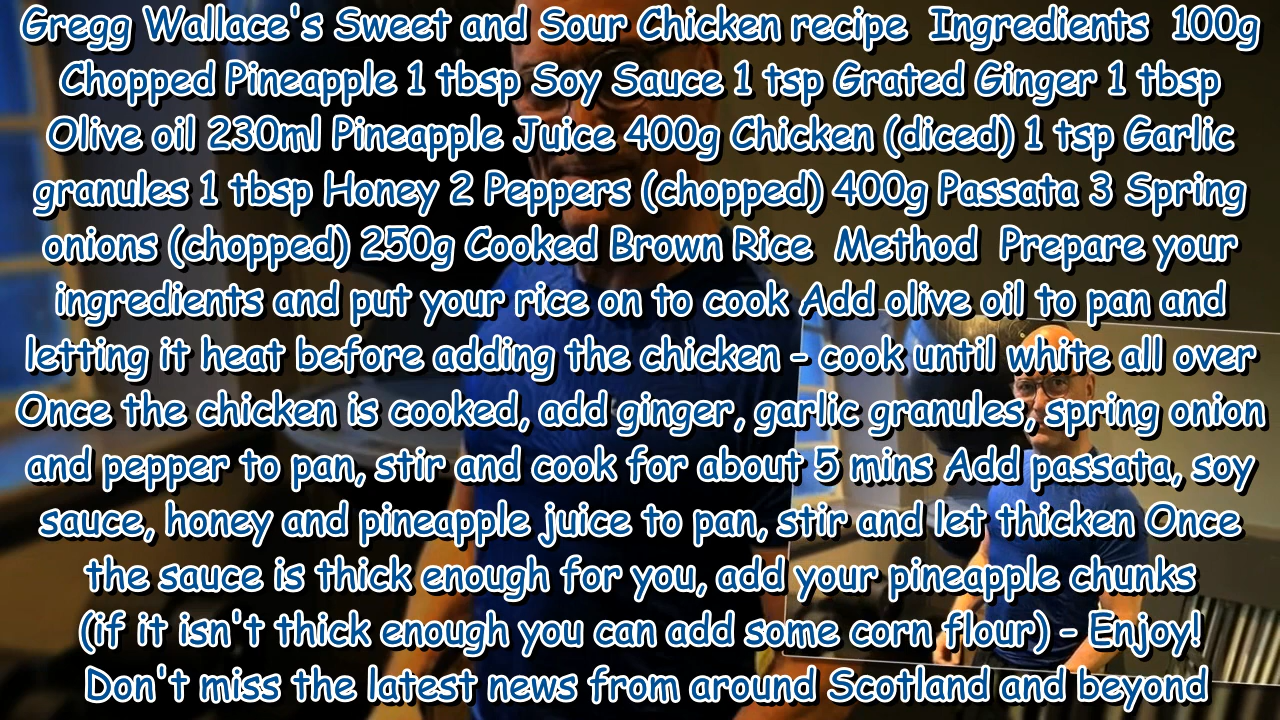 Gregg Wallace's Sweet and Sour Chicken recipe  Ingredients  100g
Chopped Pineapple 1 tbsp Soy Sauce 1 tsp Grated Ginger 1 tbsp
Olive oil 230ml Pineapple Juice 400g Chicken (diced) 1 tsp Garlic
granules 1 tbsp Honey 2 Peppers (chopped) 400g Passata 3 Spring
onions (chopped) 250g Cooked Brown Rice  Method  Prepare your
ingredients and put your rice on to cook Add olive oil to pan and
letting it heat before adding the chicken - cook until white all over
Once the chicken is cooked, add ginger, garlic granules, spring onion
and pepper to pan, stir and cook for about 5 mins Add passata, soy
sauce, honey and pineapple juice to pan, stir and let thicken Once
the sauce is thick enough for you, add your pineapple chunks
(if it isn't thick enough you can add some corn flour) - Enjoy!
Don't miss the latest news from around Scotland and beyond